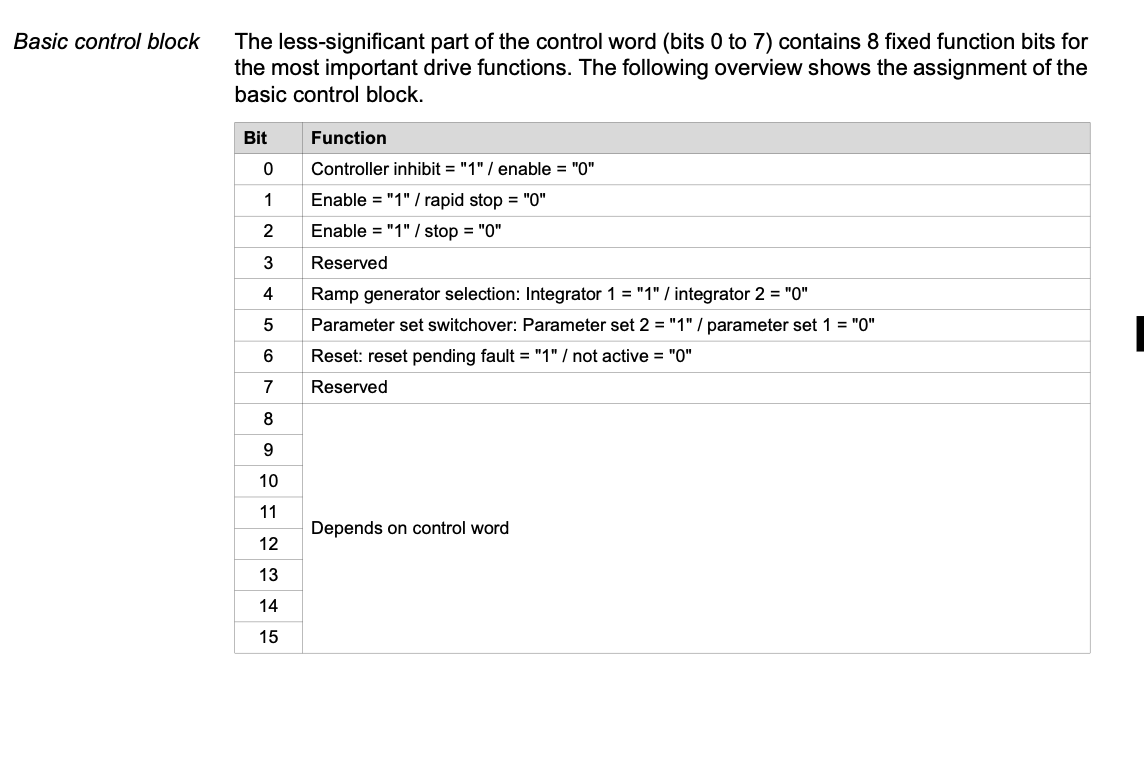 Basic control block
The less-significant part of the control word (bits 0 to 7) contains 8 fixed function bits for
the most important drive functions. The following overview shows the assignment of the
basic control block.
Bit Function
0 Controller inhibit = "1" / enable = "0"
1 Enable = "1" / rapid stop = "0"
2 Enable = "1" / stop = "0"
3 Reserved
4 Ramp generator selection: Integrator 1 = "1" / integrator 2 = "0"
5 Parameter set switchover: Parameter set 2 = "1" / parameter set 1 = "0"
6 Reset: reset pending fault = "1" / not active = "0"
7 Reserved
8
9
10
11
Depends on control word
12
13
14
15